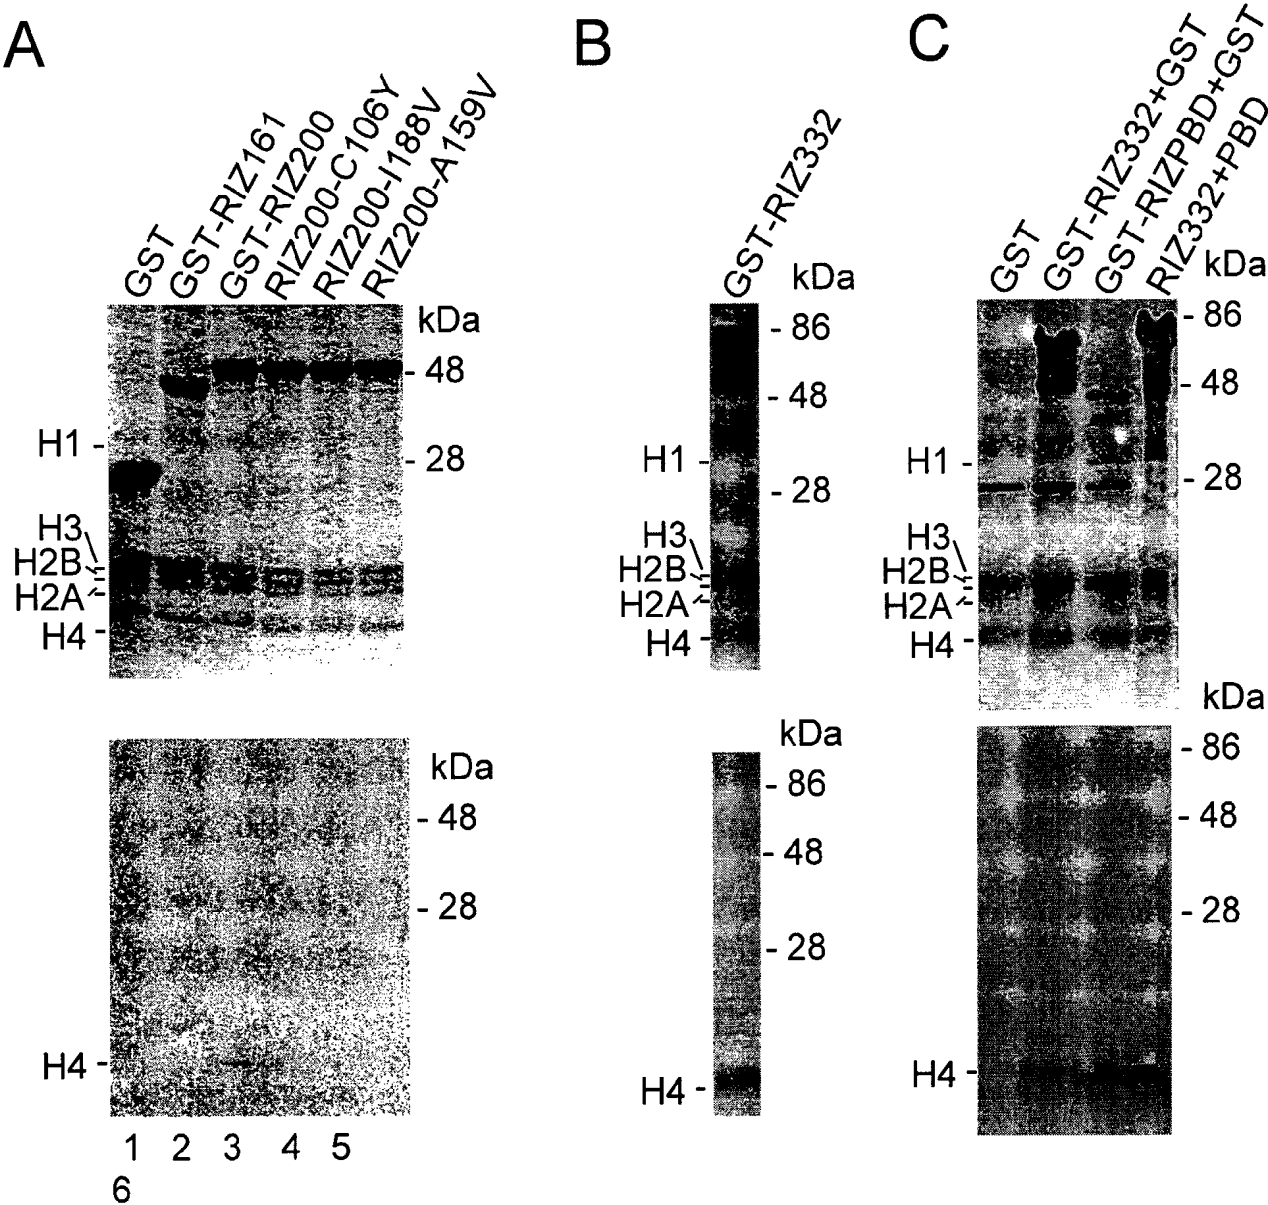 A
GST
GST-RIZ161
GST-RIZ200
RIZ200-C106Y
RIZ200-I188V
RIZ200-A159V
kDa
- 48
- 28
H1 -
H3
H2B
H2A
H4 -
kDa
- 48
- 28
H4 -
1 2 3 4 5
6
B
GST-RIZ332
kDa
- 86
- 48
- 28
H1 -
H3
H2B
H2A
H4 -
kDa
- 86
- 48
- 28
H4 -
C
GST
GST-RIZ332+GST
GST-RIZPBD+GST
RIZ332+PBD
kDa
- 86
- 48
- 28
H1 -
H3
H2B
H2A
H4 -
kDa
- 86
- 48
- 28
H4 -